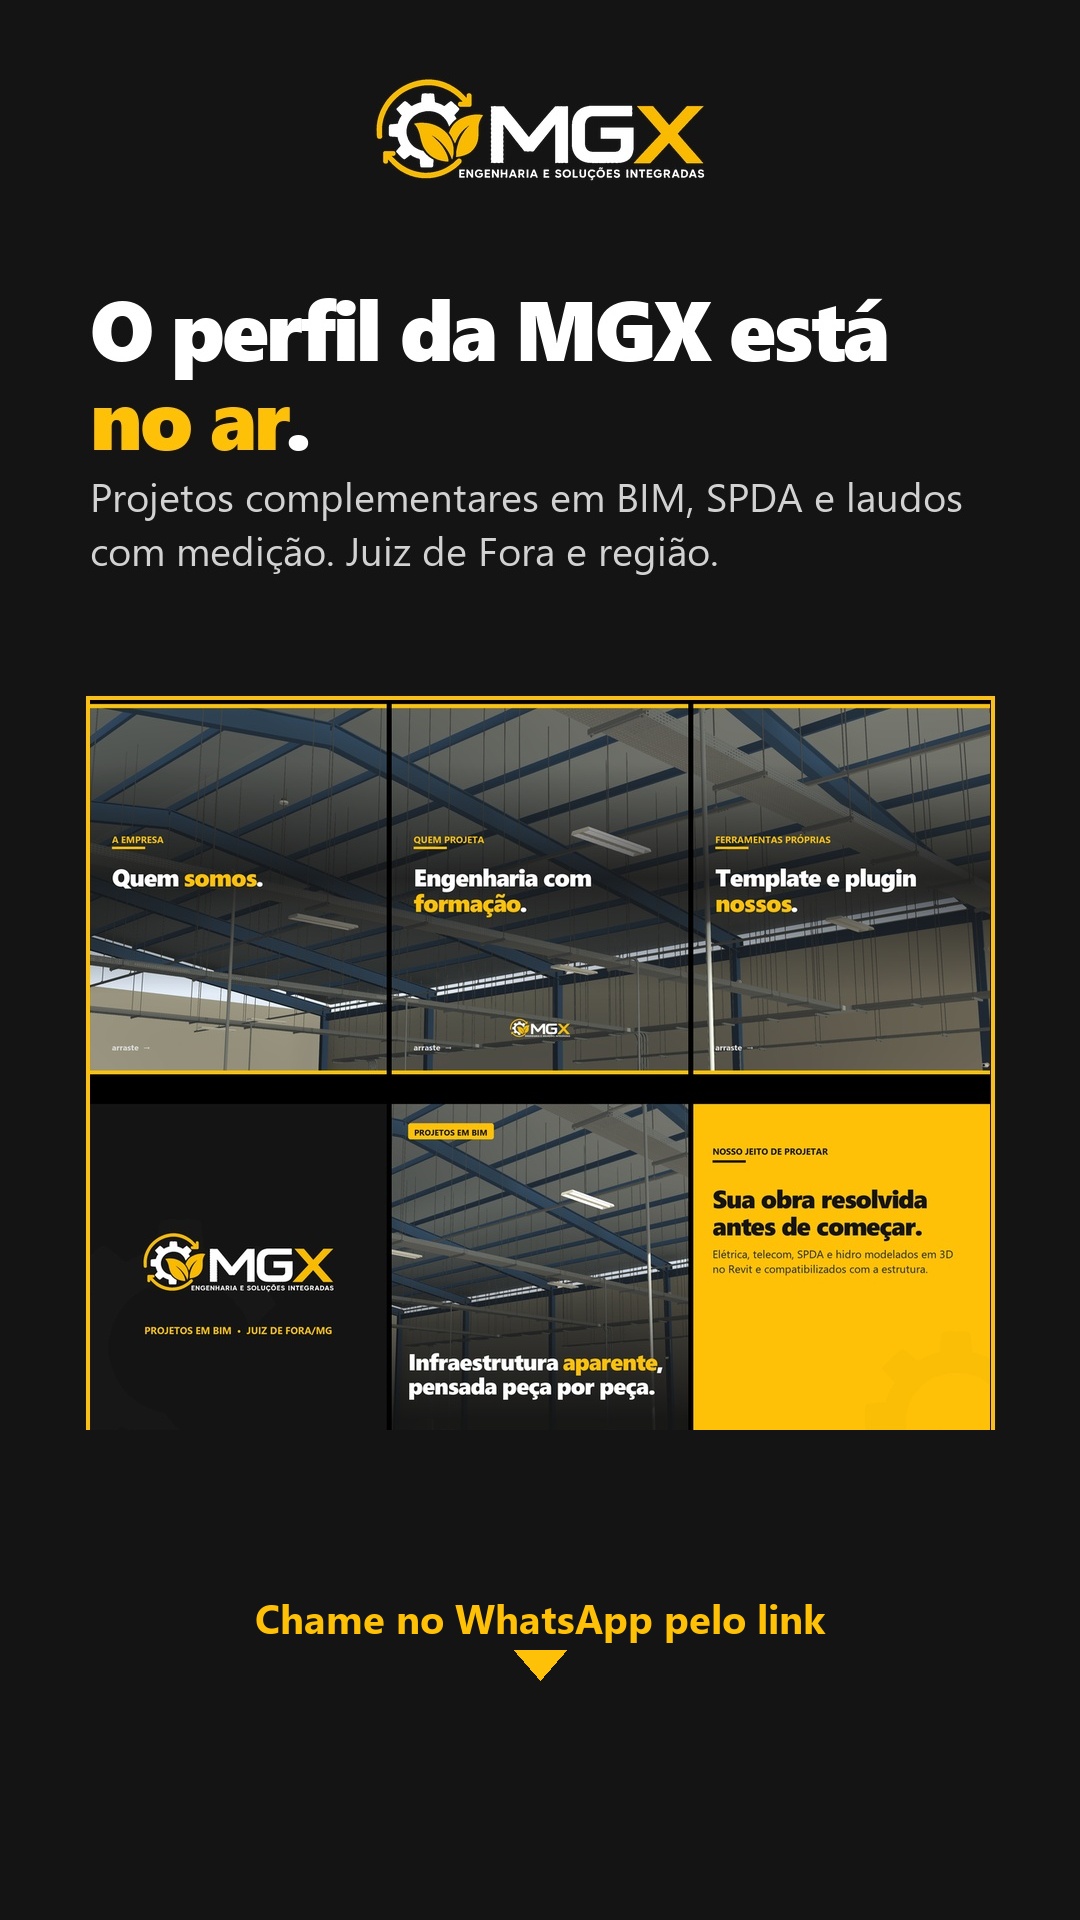 MGX
ENGENHARIA E SOLUÇÕES INTEGRADAS
O perfil da MGX está
no ar.
Projetos complementares em BIM, SPDA e laudos
com medição. Juiz de Fora e região.
A EMPRESA
Quem somos.
arraste →
QUEM PROJETA
Engenharia com
formação.
MGX
arraste →
FERRAMENTAS PRÓPRIAS
Template e plugin
nossos.
arraste →
MGX
ENGENHARIA E SOLUÇÕES INTEGRADAS
PROJETOS EM BIM • JUIZ DE FORA/MG
PROJETOS EM BIM
Infraestrutura aparente,
pensada peça por peça.
NOSSO JEITO DE PROJETAR
Sua obra resolvida
antes de começar.
Elétrica, telecom, SPDA e hidro modelados em 3D
no Revit e compatibilizados com a estrutura.
Chame no WhatsApp pelo link